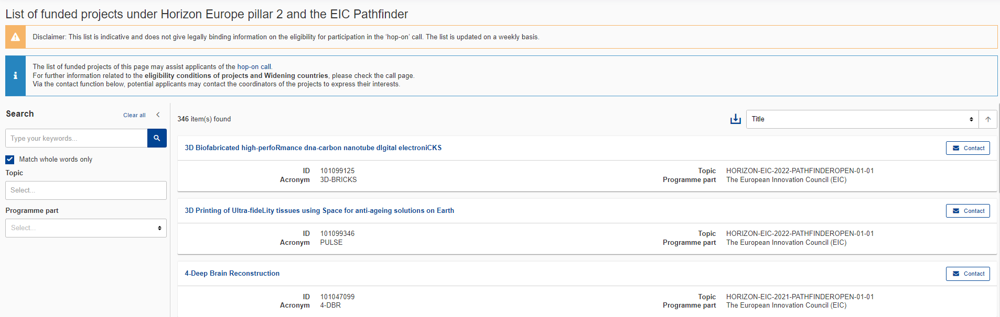 List of funded projects under Horizon Europe pillar 2 and the EIC Pathfinder
Disclaimer: This list is indicative and does not give legally binding information on the eligibility for participation in the ‘hop-on’ call. The list is updated on a weekly basis.
The list of funded projects of this page may assist applicants of the hop-on call.
For further information related to the eligibility conditions of projects and Widening countries, please check the call page.
Via the contact function below, potential applicants may contact the coordinators of the projects to express their interests.
Search
Clear all
Type your keywords...
Match whole words only
Topic
Select...
Programme part
Select...
346 item(s) found
Title
3D Biofabricated high-perfoRmance dna-carbon nanotube dIgital electroniCKS
Contact
ID 101099125
Acronym 3D-BRICKS
Topic HORIZON-EIC-2022-PATHFINDEROPEN-01-01
Programme part The European Innovation Council (EIC)
3D Printing of Ultra-fideLity tissues using Space for anti-ageing solutions on Earth
Contact
ID 101099346
Acronym PULSE
Topic HORIZON-EIC-2022-PATHFINDEROPEN-01-01
Programme part The European Innovation Council (EIC)
4-Deep Brain Reconstruction
Contact
ID 101047099
Acronym 4-DBR
Topic HORIZON-EIC-2021-PATHFINDEROPEN-01-01
Programme part The European Innovation Council (EIC)